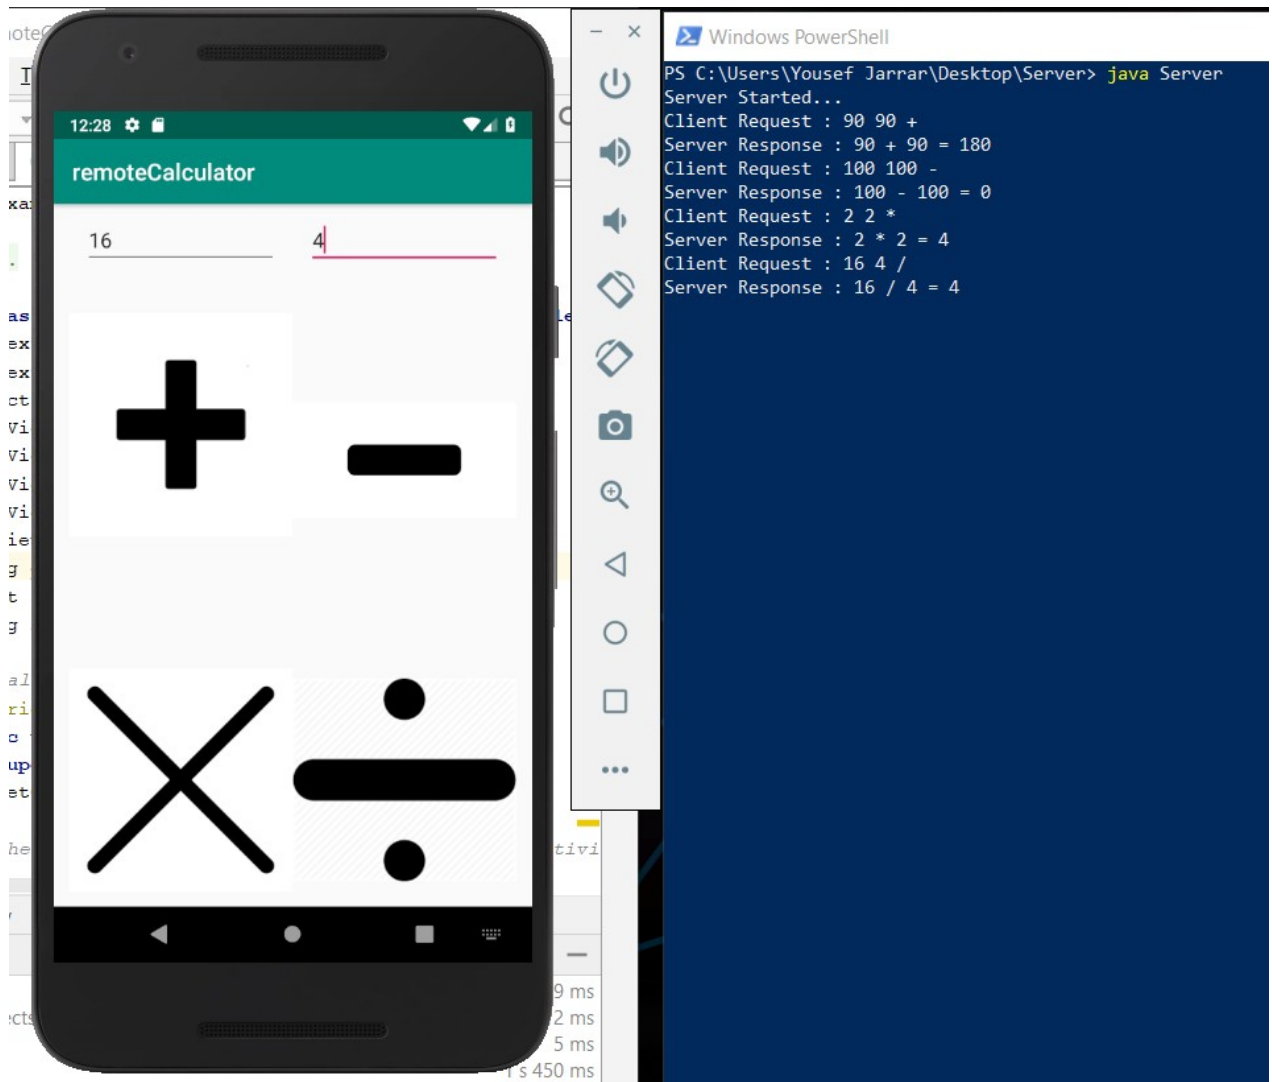 12:28
remoteCalculator
16 4
Windows PowerShell
PS C:\Users\Yousef Jarrar\Desktop\Server> java Server
Server Started...
Client Request : 90 90 +
Server Response : 90 + 90 = 180
Client Request : 100 100 -
Server Response : 100 - 100 = 0
Client Request : 2 2 *
Server Response : 2 * 2 = 4
Client Request : 16 4 /
Server Response : 16 / 4 = 4
9 ms
2 ms
5 ms
s 450 ms